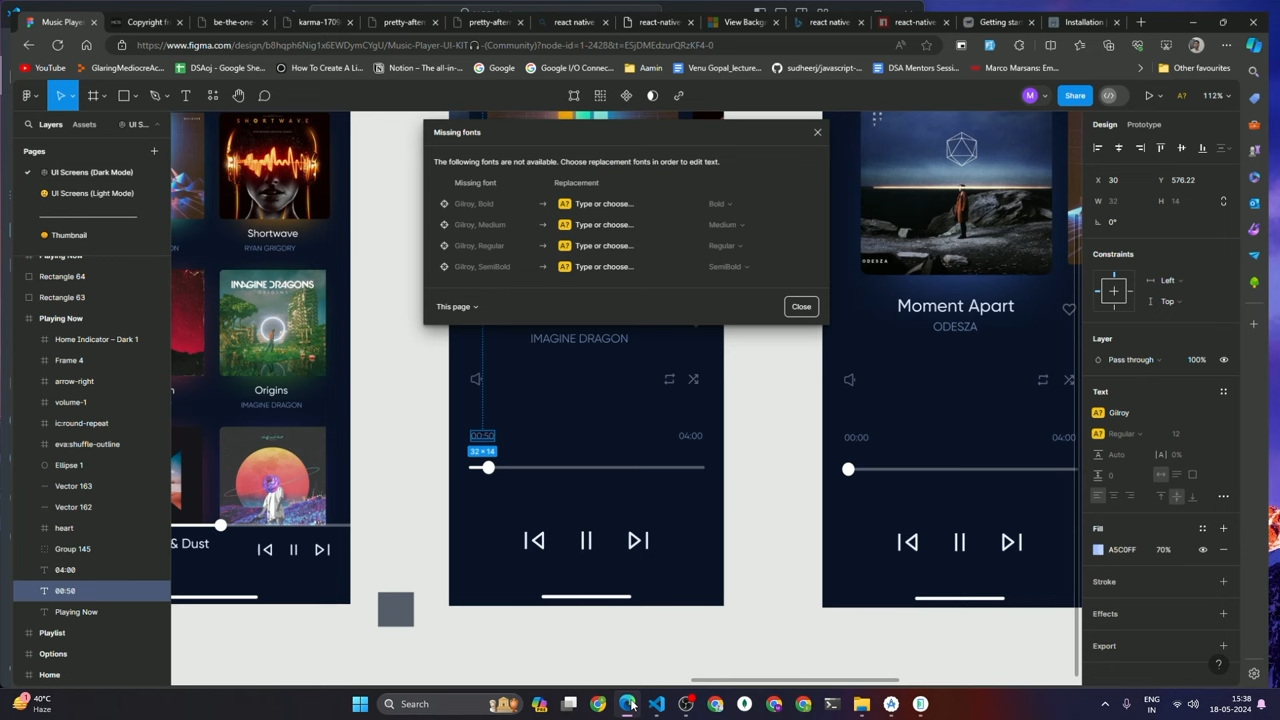 Music Player
Copyright fr
be-the-one
karma-1709
pretty-after
pretty-after
react native
react-native
View Backg
react native
react-native
Getting start
Installation
https://www.figma.com/design/b8hqph6Nig1x6EWDymCYgU/Music-Player-UI-KIT🎧-(Community)?node-id=1-2428&t=ESjDMEdzurQRzKF4-0
YouTube
GlaringMediocreAc...
DSAoj - Google She...
How To Create A Li...
Notion – The all-in-...
Google
Google I/O Connec...
Aamin
Venu Gopal_lecture...
sudheerj/javascript-...
DSA Mentors Sessi...
Marco Marsans: Em...
Other favourites
M
Share
A?
112%
Layers
Assets
UI S...
Pages
UI Screens (Dark Mode)
UI Screens (Light Mode)
Thumbnail
Playing Now
Rectangle 64
Rectangle 63
Playing Now
Home Indicator – Dark 1
Frame 4
arrow-right
volume-1
ic:round-repeat
eva:shuffle-outline
Ellipse 1
Vector 163
Vector 162
heart
Group 145
04:00
00:50
Playing Now
Playlist
Options
Home
SHORTWAVE
Shortwave
RYAN GRIGORY
IMAGINE DRAGONS
ORIGINS
Origins
IMAGINE DRAGON
& Dust
Missing fonts
The following fonts are not available. Choose replacement fonts in order to edit text.
Missing font
Replacement
Gilroy, Bold → A? Type or choose... Bold
Gilroy, Medium → A? Type or choose... Medium
Gilroy, Regular → A? Type or choose... Regular
Gilroy, SemiBold → A? Type or choose... SemiBold
This page
Close
IMAGINE DRAGON
00:50
32 × 14
04:00
ODESZA
Moment Apart
ODESZA
00:00
04:00
Design
Prototype
X 30
Y 576.22
W 32
H 14
0°
Constraints
Left
Top
Layer
Pass through
100%
Text
A? Gilroy
A? Regular
12
Auto
|A| 0%
0
Fill
A5C0FF
70%
Stroke
Effects
Export
?
1
40°C
Haze
Search
ENG
IN
15:38
18-05-2024